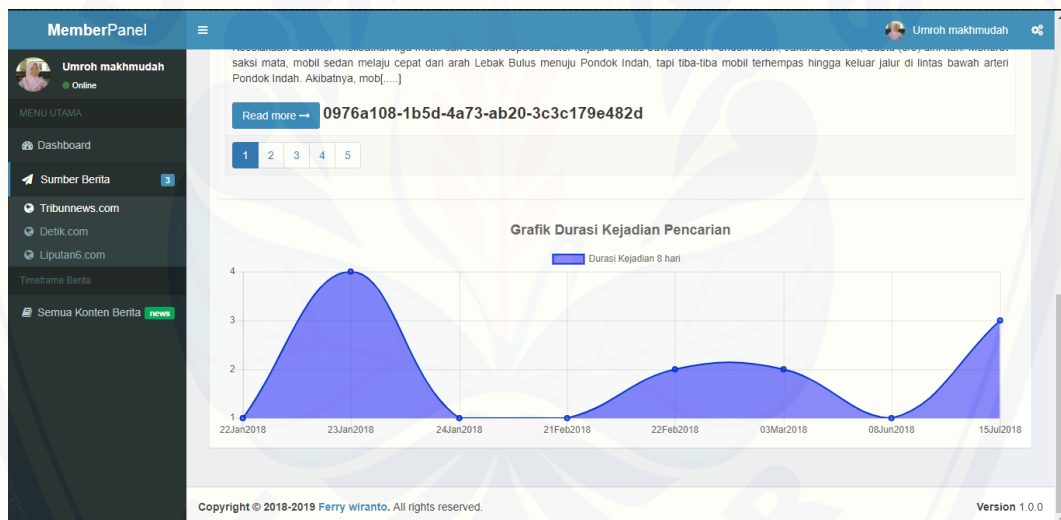 MemberPanel
Umroh makhmudah
Umroh makhmudah
Online
MENU UTAMA
Dashboard
Sumber Berita 3
Tribunnews.com
Detik.com
Liputan6.com
Timeframe Berita
Semua Konten Berita news
saksi mata, mobil sedan melaju cepat dari arah Lebak Bulus menuju Pondok Indah, tapi tiba-tiba mobil terhempas hingga keluar jalur di lintas bawah arteri
Pondok Indah. Akibatnya, mob[.....]
Read more → 0976a108-1b5d-4a73-ab20-3c3c179e482d
1 2 3 4 5
Grafik Durasi Kejadian Pencarian
Durasi Kejadian 8 hari
4
3
2
1
22Jan2018 23Jan2018 24Jan2018 21Feb2018 22Feb2018 03Mar2018 08Jun2018 15Jul2018
Copyright © 2018-2019 Ferry wiranto. All rights reserved.
Version 1.0.0